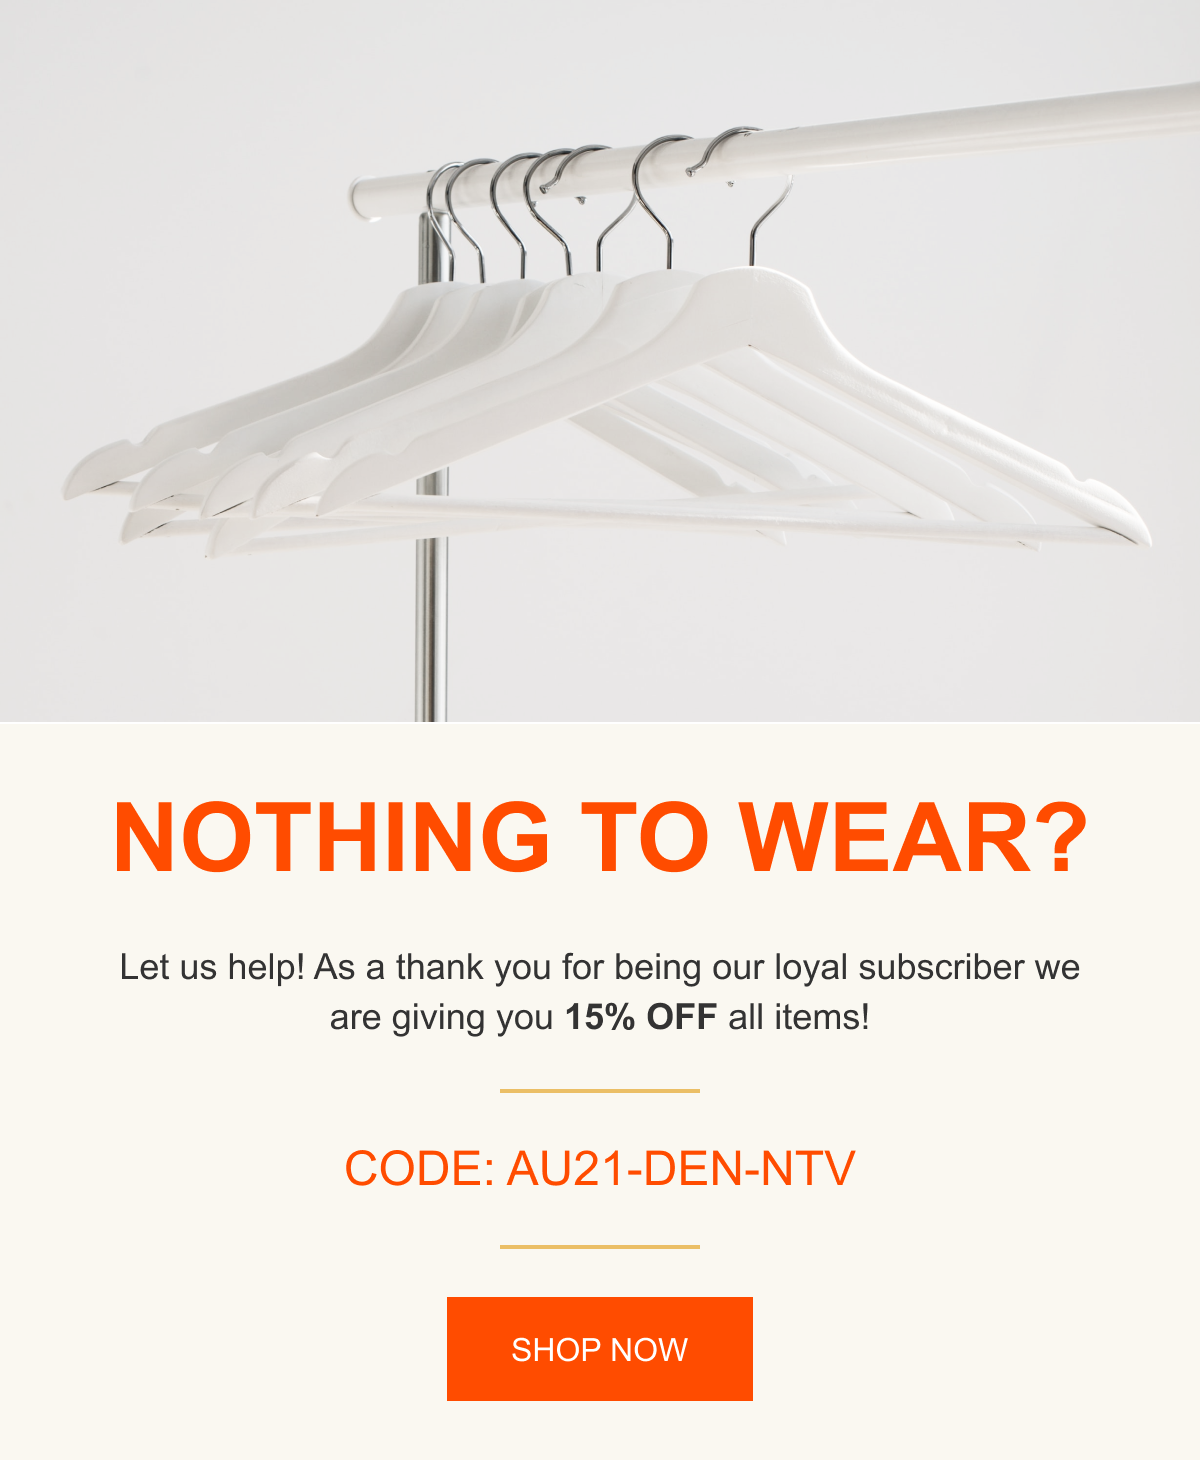 NOTHING TO WEAR?
Let us help! As a thank you for being our loyal subscriber we
are giving you 15% OFF all items!
CODE: AU21-DEN-NTV
SHOP NOW